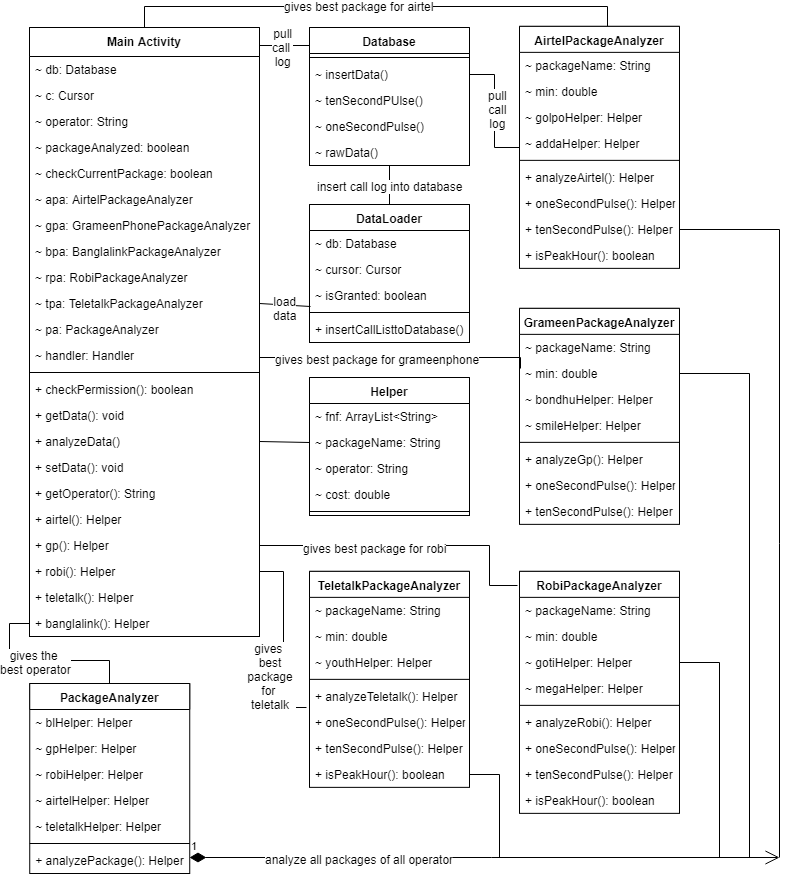 gives best package for airtel
Main Activity
~ db: Database
~ c: Cursor
~ operator: String
~ packageAnalyzed: boolean
~ checkCurrentPackage: boolean
~ apa: AirtelPackageAnalyzer
~ gpa: GrameenPhonePackageAnalyzer
~ bpa: BanglalinkPackageAnalyzer
~ rpa: RobiPackageAnalyzer
~ tpa: TeletalkPackageAnalyzer
~ pa: PackageAnalyzer
~ handler: Handler
+ checkPermission(): boolean
+ getData(): void
+ analyzeData()
+ setData(): void
+ getOperator(): String
+ airtel(): Helper
+ gp(): Helper
+ robi(): Helper
+ teletalk(): Helper
+ banglalink(): Helper
pull
call
log
Database
~ insertData()
~ tenSecondPUlse()
~ oneSecondPulse()
~ rawData()
pull
call
log
AirtelPackageAnalyzer
~ packageName: String
~ min: double
~ golpoHelper: Helper
~ addaHelper: Helper
+ analyzeAirtel(): Helper
+ oneSecondPulse(): Helper
+ tenSecondPulse(): Helper
+ isPeakHour(): boolean
insert call log into database
DataLoader
~ db: Database
~ cursor: Cursor
~ isGranted: boolean
+ insertCallListtoDatabase()
load
data
gives best package for grameenphone
GrameenPackageAnalyzer
~ packageName: String
~ min: double
~ bondhuHelper: Helper
~ smileHelper: Helper
+ analyzeGp(): Helper
+ oneSecondPulse(): Helper
+ tenSecondPulse(): Helper
Helper
~ fnf: ArrayList<String>
~ packageName: String
~ operator: String
~ cost: double
gives best package for robi
TeletalkPackageAnalyzer
~ packageName: String
~ min: double
~ youthHelper: Helper
+ analyzeTeletalk(): Helper
+ oneSecondPulse(): Helper
+ tenSecondPulse(): Helper
+ isPeakHour(): boolean
RobiPackageAnalyzer
~ packageName: String
~ min: double
~ gotiHelper: Helper
~ megaHelper: Helper
+ analyzeRobi(): Helper
+ oneSecondPulse(): Helper
+ tenSecondPulse(): Helper
+ isPeakHour(): boolean
gives
best
package
for
teletalk
gives the
best operator
PackageAnalyzer
~ blHelper: Helper
~ gpHelper: Helper
~ robiHelper: Helper
~ airtelHelper: Helper
~ teletalkHelper: Helper
+ analyzePackage(): Helper
1
analyze all packages of all operator